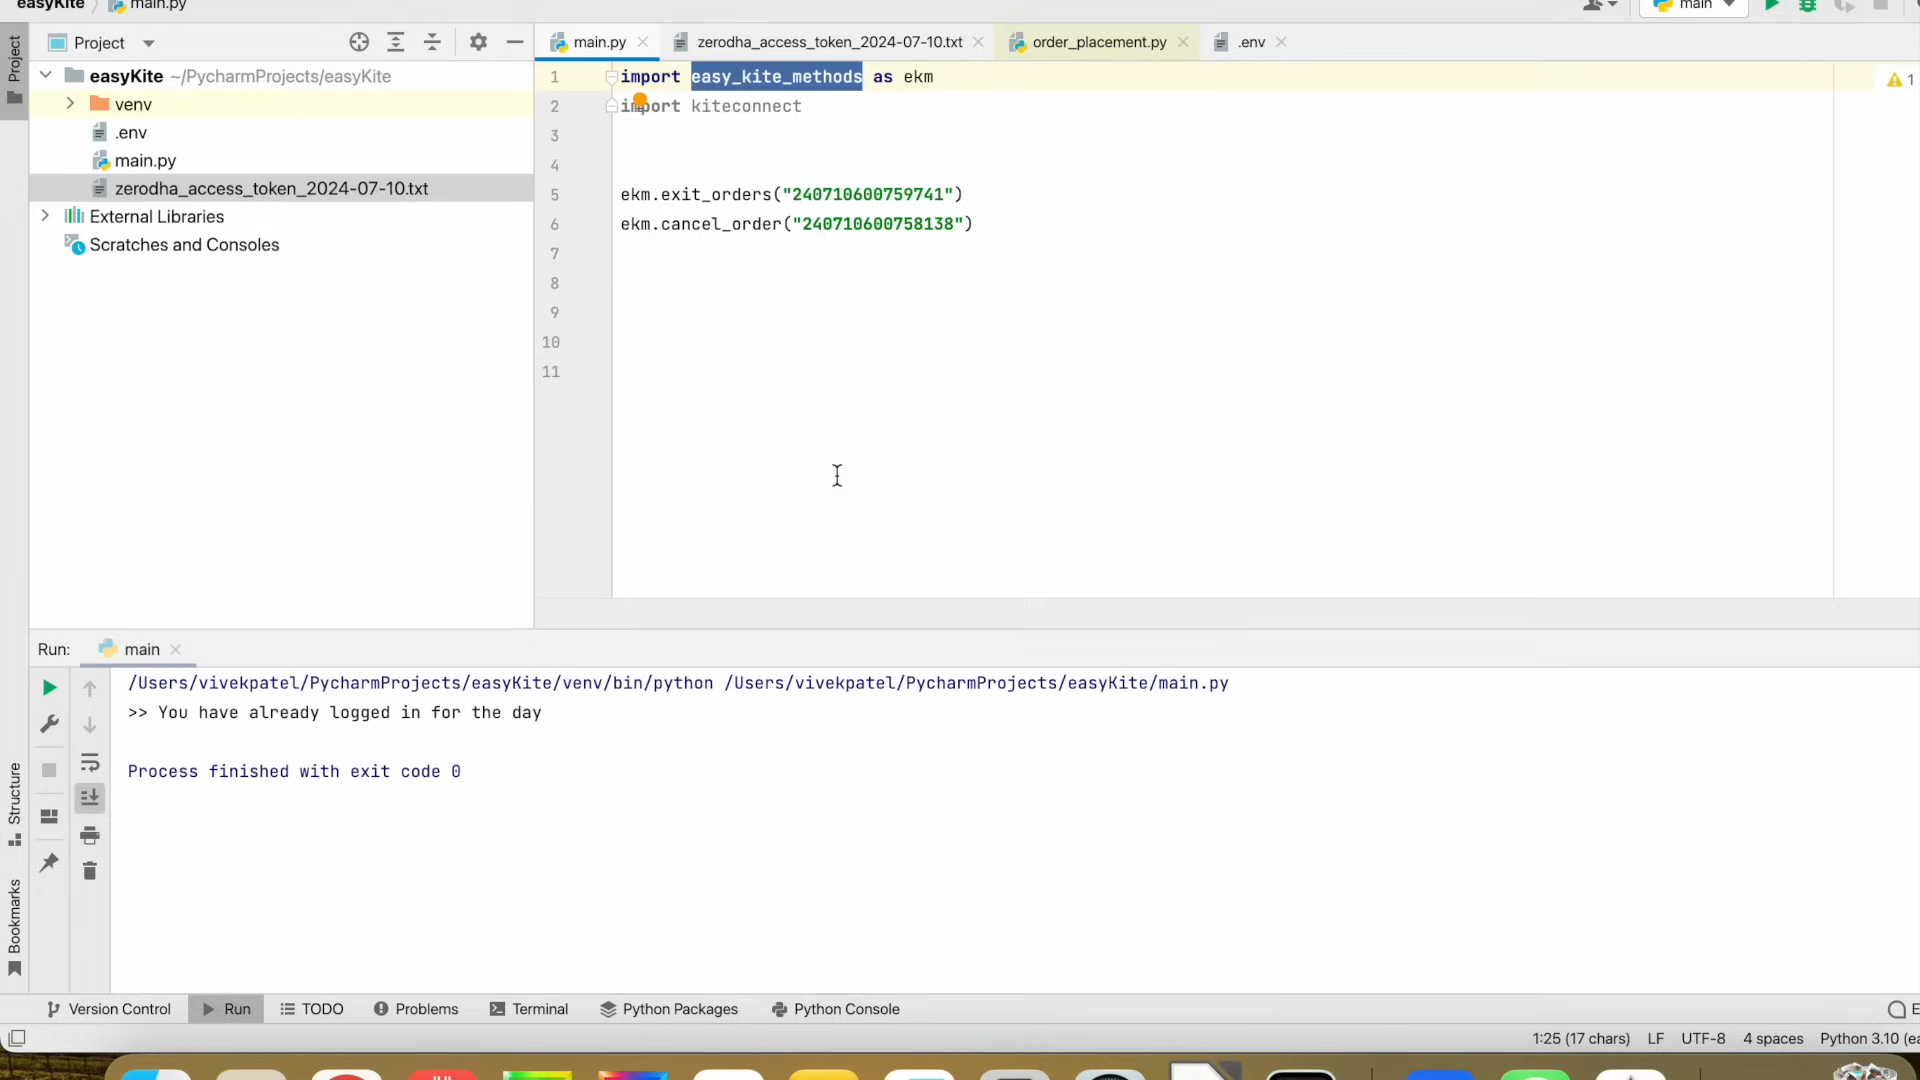 easyKite
main.py
main
Project
main.py
zerodha_access_token_2024-07-10.txt
order_placement.py
.env
Project
easyKite ~/PycharmProjects/easyKite
venv
.env
main.py
zerodha_access_token_2024-07-10.txt
External Libraries
Scratches and Consoles
1 import easy_kite_methods as ekm
2 import kiteconnect
3
4
5 ekm.exit_orders("240710600759741")
6 ekm.cancel_order("240710600758138")
7
8
9
10
11
1
Run:
main
/Users/vivekpatel/PycharmProjects/easyKite/venv/bin/python /Users/vivekpatel/PycharmProjects/easyKite/main.py
>> You have already logged in for the day
Process finished with exit code 0
Structure
Bookmarks
Version Control
Run
TODO
Problems
Terminal
Python Packages
Python Console
1:25 (17 chars)
LF
UTF-8
4 spaces
Python 3.10